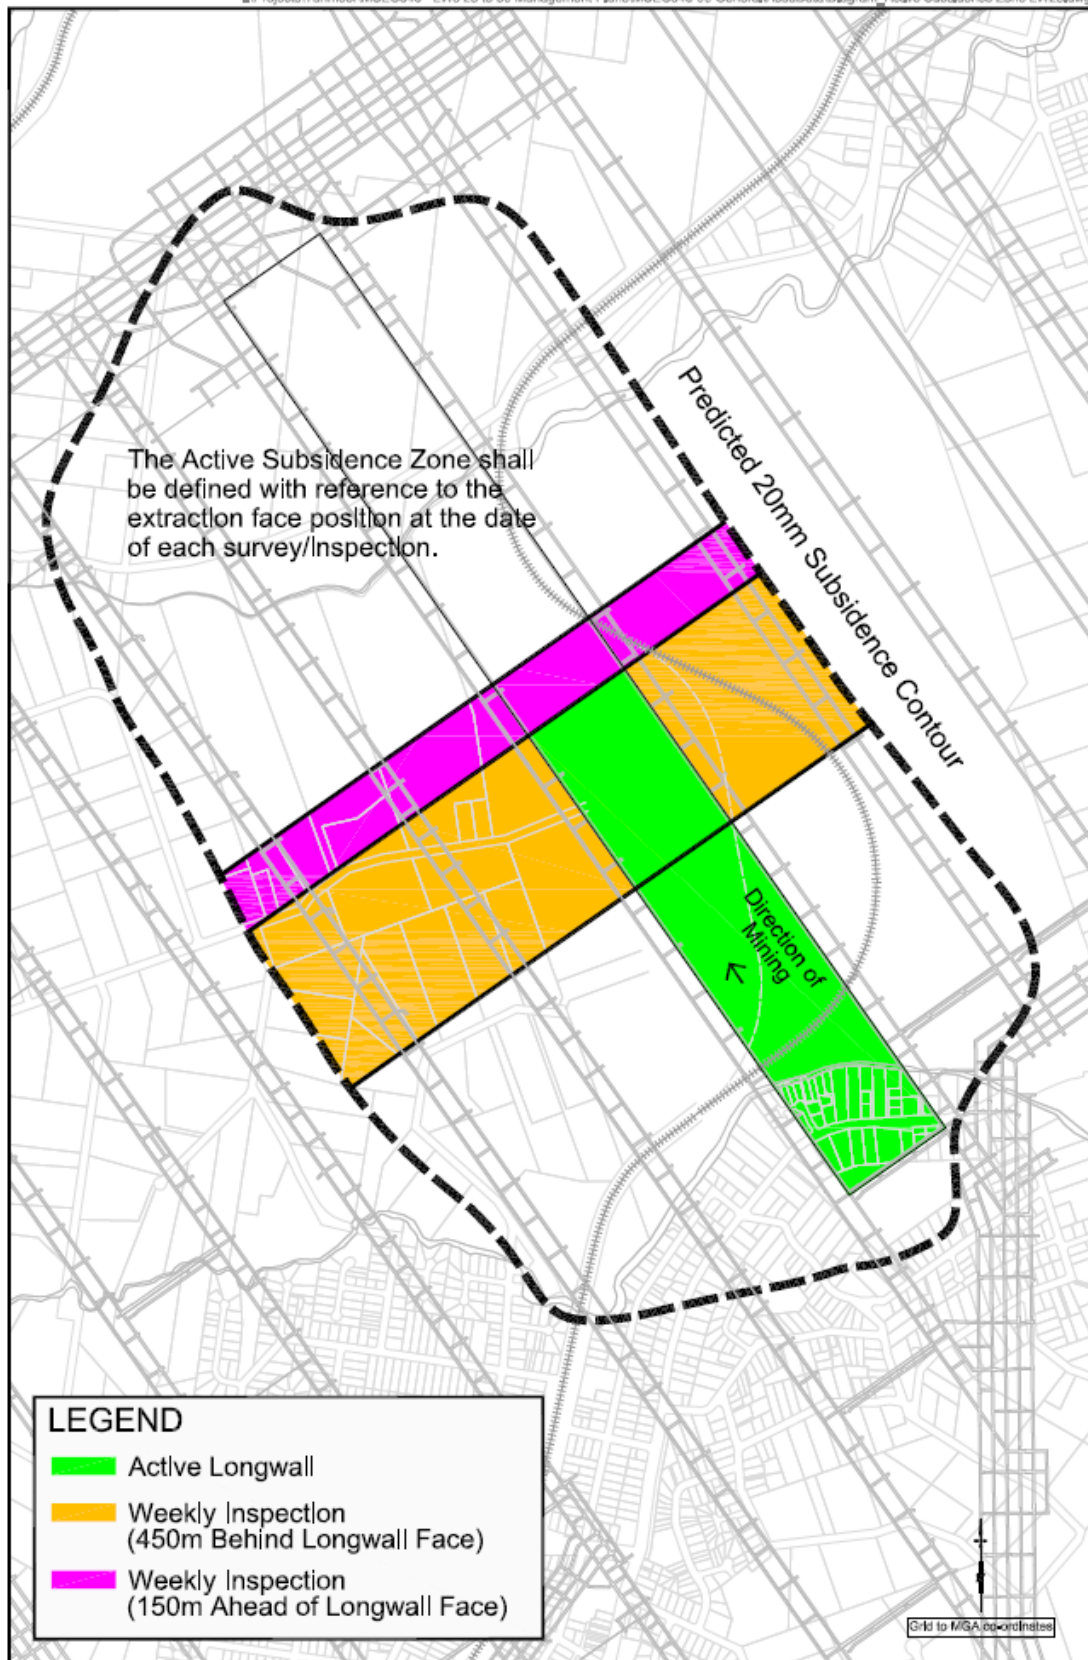 The Active Subsidence Zone shall
be defined with reference to the
extraction face position at the date
of each survey/inspection.
Predicted 20mm Subsidence Contour
Direction of
Mining
LEGEND
Active Longwall
Weekly Inspection
(450m Behind Longwall Face)
Weekly Inspection
(150m Ahead of Longwall Face)
Grid to MGA co-ordinates